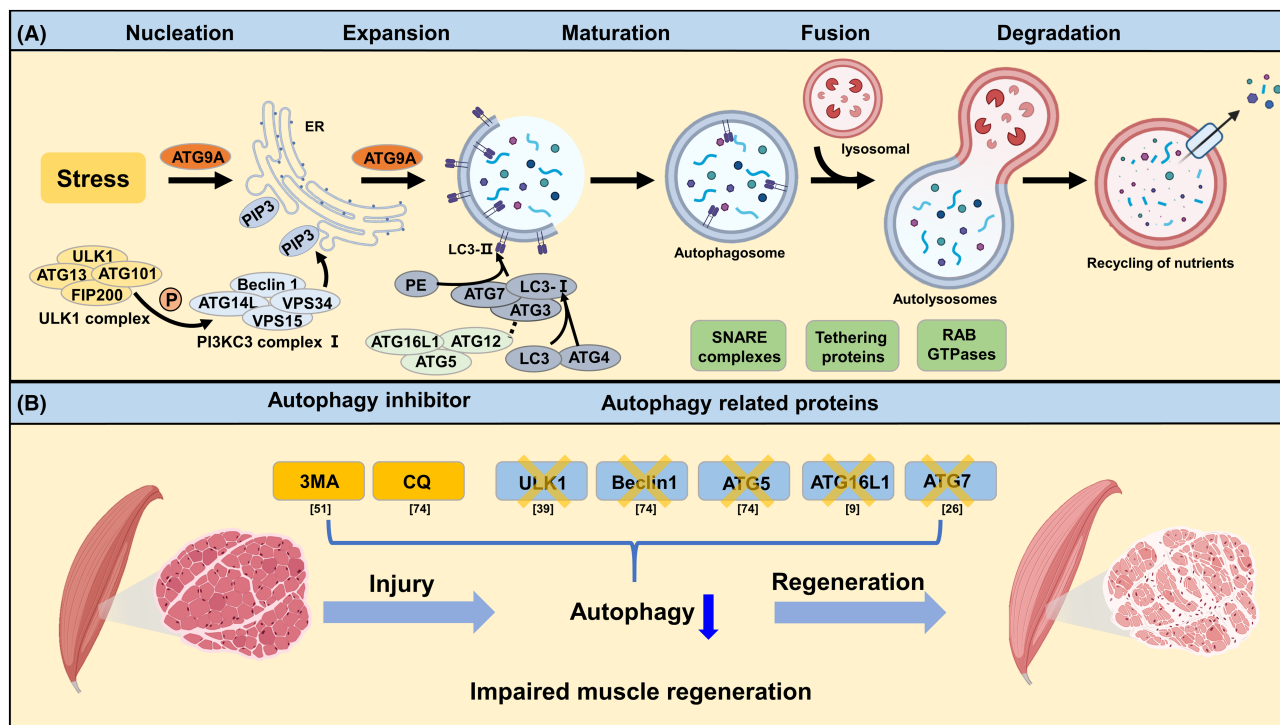 (A)
Nucleation
Expansion
Maturation
Fusion
Degradation
Stress
ATG9A
ER
PIP3
PIP3
ATG9A
LC3-Ⅱ
Autophagosome
lysosomal
Autolysosomes
Recycling of nutrients
ULK1
ATG13
ATG101
FIP200
ULK1 complex
P
Beclin 1
ATG14L
VPS34
VPS15
PI3KC3 complex Ⅰ
PE
ATG7
LC3-Ⅰ
ATG3
ATG16L1
ATG12
ATG5
LC3
ATG4
SNARE
complexes
Tethering
proteins
RAB
GTPases
(B)
Autophagy inhibitor
Autophagy related proteins
3MA
CQ
ULK1
Beclin1
ATG5
ATG16L1
ATG7
[51]
[74]
[39]
[74]
[74]
[9]
[26]
Injury
Autophagy
Regeneration
Impaired muscle regeneration